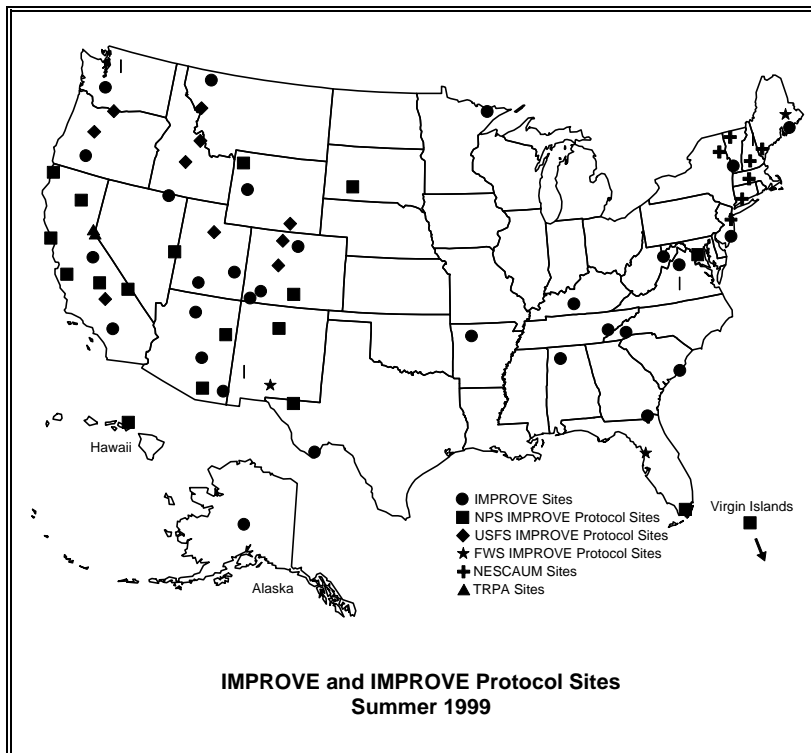 Hawaii
Alaska
Virgin Islands
IMPROVE Sites
NPS IMPROVE Protocol Sites
USFS IMPROVE Protocol Sites
FWS IMPROVE Protocol Sites
NESCAUM Sites
TRPA Sites
IMPROVE and IMPROVE Protocol Sites
Summer 1999